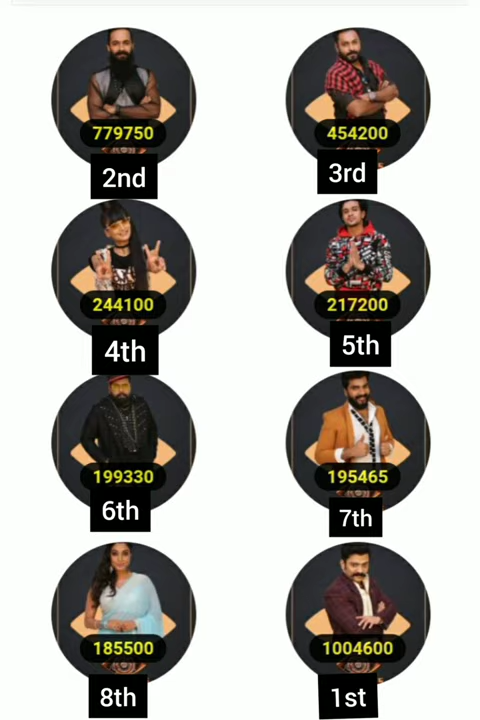 779750
454200
2nd
3rd
244100
217200
4th
5th
199330
195465
6th
7th
185500
1004600
8th
1st